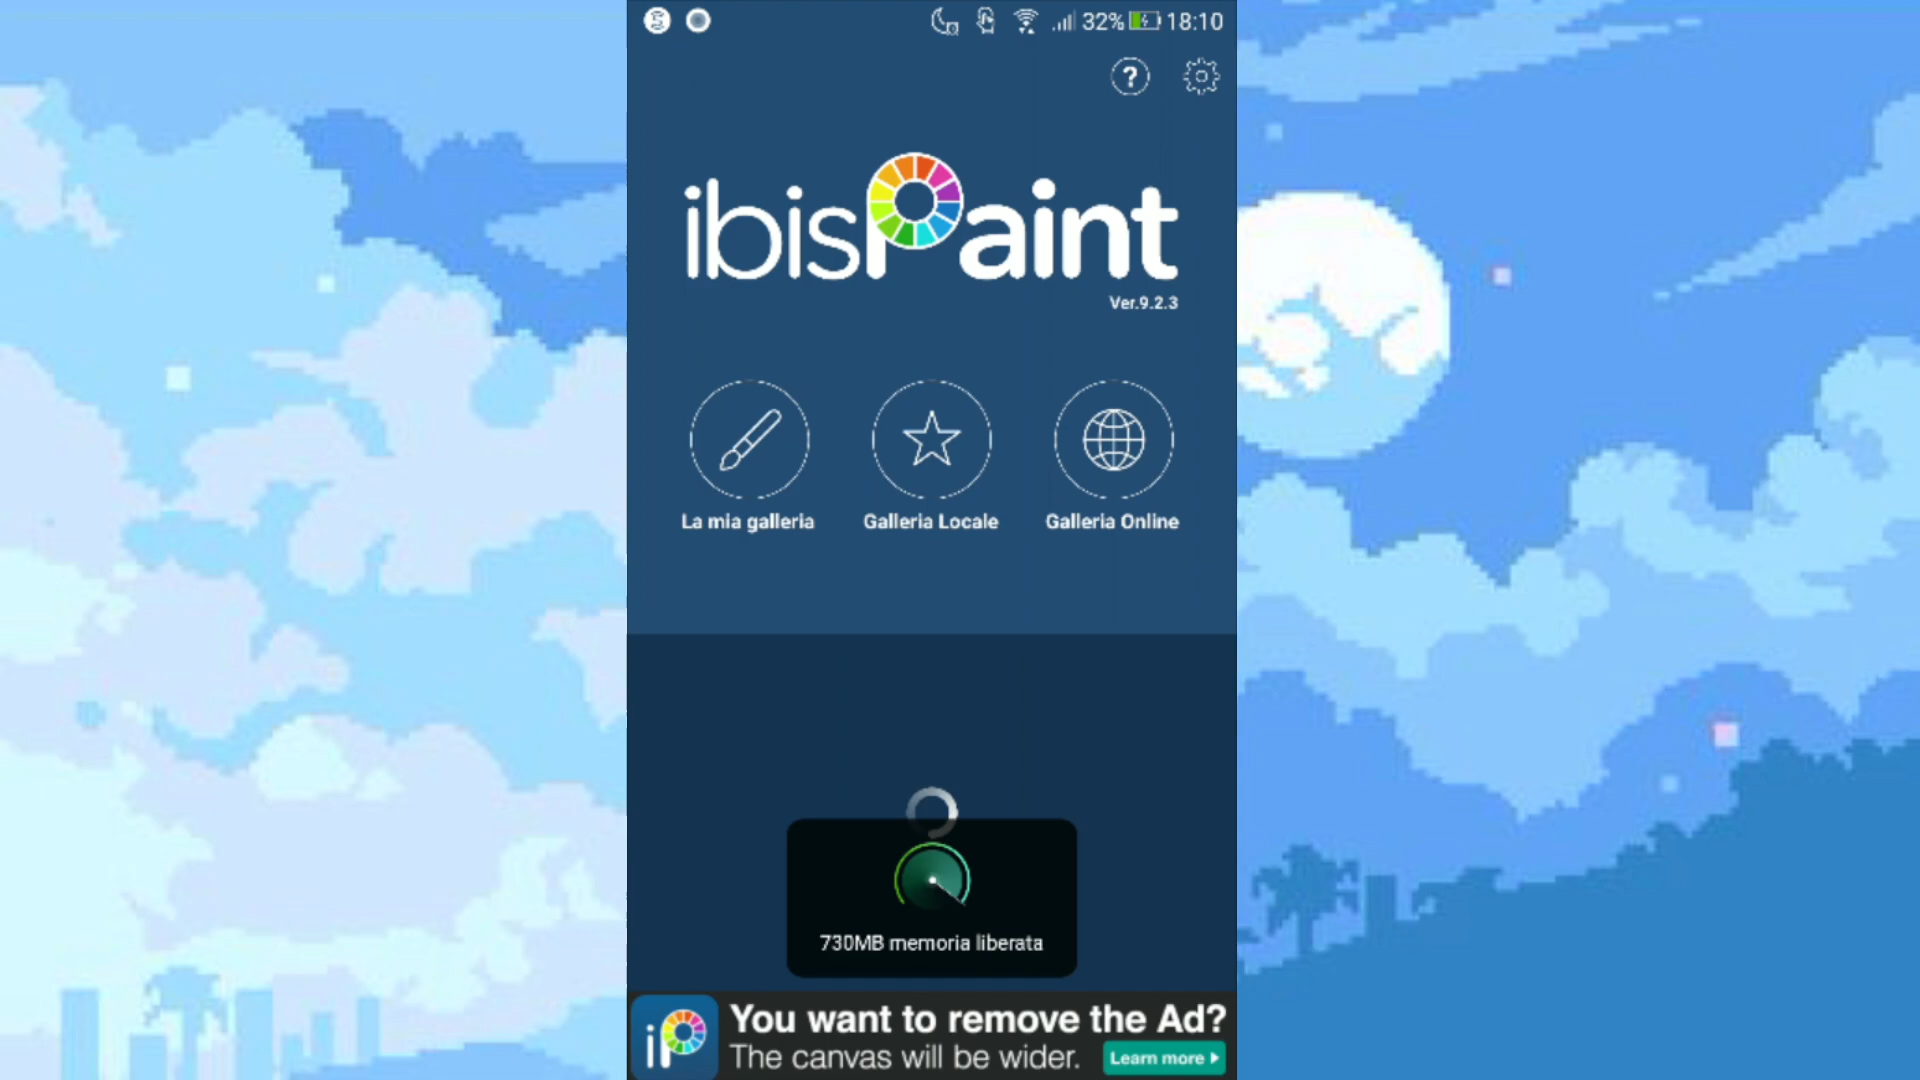 32% 18:10
?
ibisPaint
Ver.9.2.3
La mia galleria
Galleria Locale
Galleria Online
730MB memoria liberata
iP
You want to remove the Ad?
The canvas will be wider.
Learn more